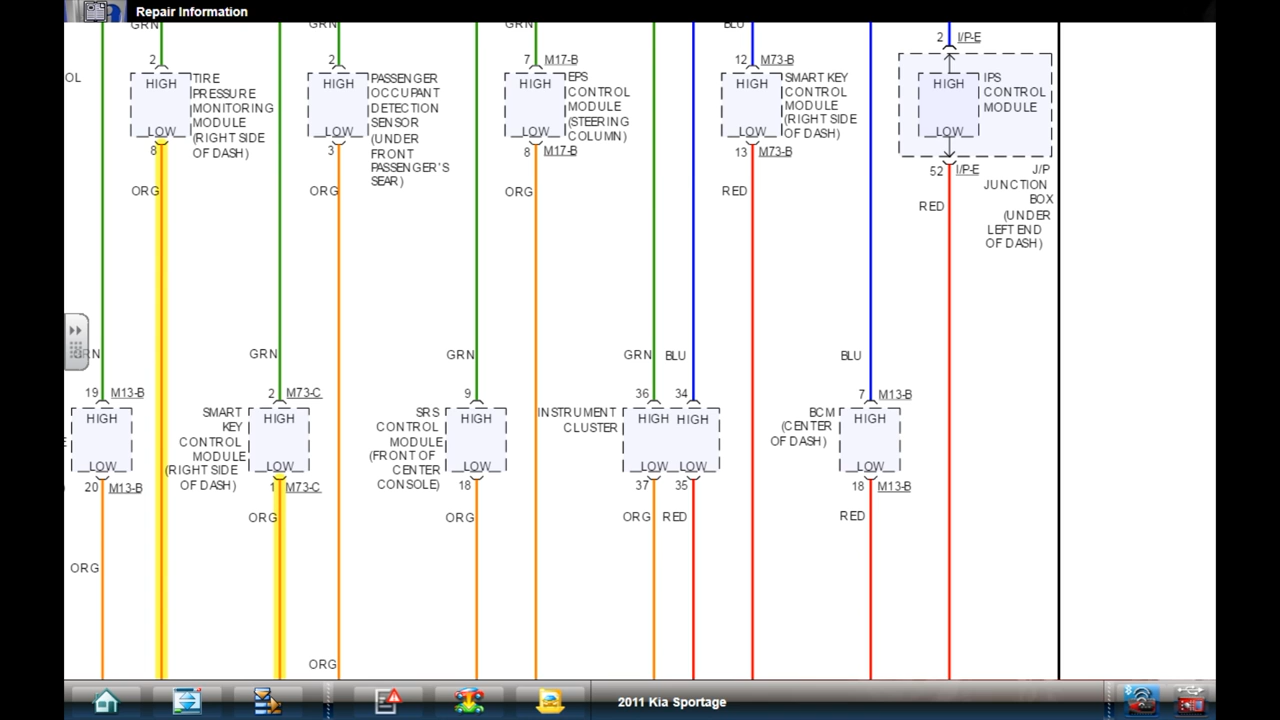 Repair Information
GRN
GRN
BLU
2 I/P-E
2
2
7 M17-B
12 M73-B
OL
HIGH
TIRE
PRESSURE
MONITORING
MODULE
(RIGHT SIDE
OF DASH)
LOW
8
HIGH
PASSENGER
OCCUPANT
DETECTION
SENSOR
(UNDER
FRONT
PASSENGER'S
SEAR)
LOW
3
HIGH
EPS
CONTROL
MODULE
(STEERING
COLUMN)
LOW
8 M17-B
HIGH
SMART KEY
CONTROL
MODULE
(RIGHT SIDE
OF DASH)
LOW
13 M73-B
HIGH
IPS
CONTROL
MODULE
LOW
52 I/P-E
J/P
JUNCTION
BOX
(UNDER
LEFT END
OF DASH)
ORG
ORG
ORG
RED
RED
RN
GRN
GRN
GRN
BLU
BLU
19 M13-B
HIGH
LOW
20 M13-B
2 M73-C
SMART
KEY
CONTROL
MODULE
(RIGHT SIDE
OF DASH)
HIGH
LOW
1 M73-C
9
SRS
CONTROL
MODULE
(FRONT OF
CENTER
CONSOLE)
HIGH
LOW
18
36 34
INSTRUMENT
CLUSTER
HIGH HIGH
LOW LOW
37 35
7 M13-B
BCM
(CENTER
OF DASH)
HIGH
LOW
18 M13-B
ORG
ORG
ORG RED
RED
ORG
ORG
2011 Kia Sportage